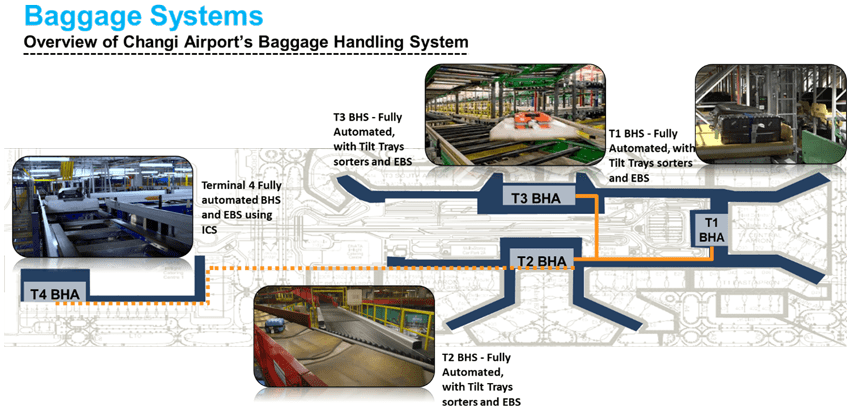 Baggage Systems
Overview of Changi Airport's Baggage Handling System
T3 BHS - Fully
Automated,
with Tilt Trays
sorters and EBS
T1 BHS - Fully
Automated, with
Tilt Trays sorters
and EBS
Terminal 4 Fully
automated BHS
and EBS using
ICS
T3 BHA
T1
BHA
T2 BHA
T4 BHA
T2 BHS - Fully
Automated,
with Tilt Trays
sorters and EBS